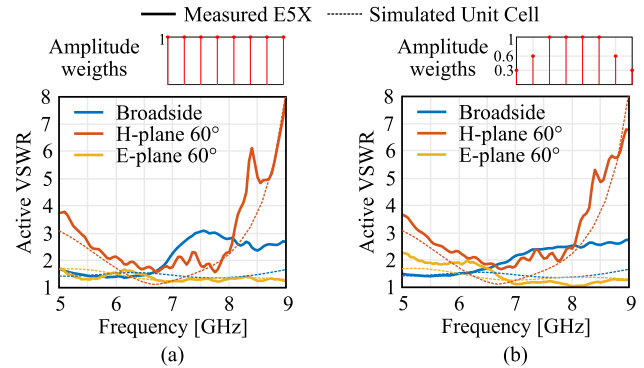 Measured E5X Simulated Unit Cell
Amplitude weigths
1
8
7
6
5
4
3
2
1
Active VSWR
Broadside
H-plane 60°
E-plane 60°
5 6 7 8 9
Frequency [GHz]
(a)
Amplitude weigths
1
0.6
0.3
8
7
6
5
4
3
2
1
Active VSWR
Broadside
H-plane 60°
E-plane 60°
5 6 7 8 9
Frequency [GHz]
(b)